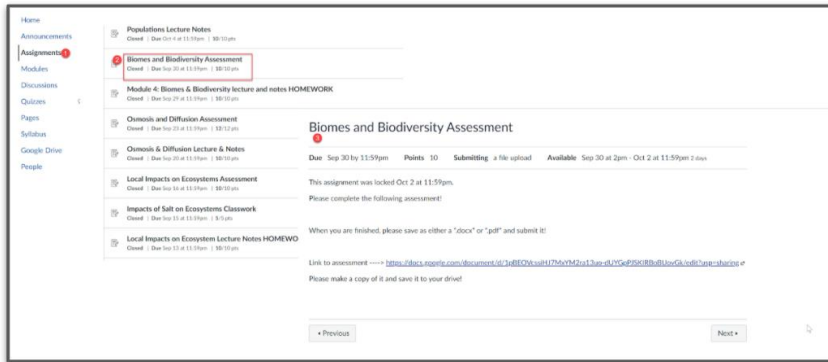 Home
Announcements
Assignments 1
Modules
Discussions
Quizzes
Pages
Syllabus
Google Drive
People
Populations Lecture Notes
Closed | Due Oct 4 at 11:59pm | 10/10 pts
2
Biomes and Biodiversity Assessment
Closed | Due Sep 30 at 11:59pm | 10/10 pts
Module 4: Biomes & Biodiversity lecture and notes HOMEWORK
Closed | Due Sep 29 at 11:59pm | 10/10 pts
Osmosis and Diffusion Assessment
Closed | Due Sep 23 at 11:59pm | 12/12 pts
Osmosis & Diffusion Lecture & Notes
Closed | Due Sep 20 at 11:59pm | 10/10 pts
Local Impacts on Ecosystems Assessment
Closed | Due Sep 16 at 11:59pm | 10/10 pts
Impacts of Salt on Ecosystems Classwork
Closed | Due Sep 15 at 11:59pm | 5/5 pts
Local Impacts on Ecosystem Lecture Notes HOMEWO
Closed | Due Sep 13 at 11:59pm | 10/10 pts
Biomes and Biodiversity Assessment
3
Due Sep 30 by 11:59pm Points 10 Submitting a file upload Available Sep 30 at 2pm - Oct 2 at 11:59pm 2 days
This assignment was locked Oct 2 at 11:59pm.
Please complete the following assessment!
When you are finished, please save as either a ".docx" or ".pdf" and submit it!
Link to assessment ---->
Please make a copy of it and save it to your drive!
Previous
Next